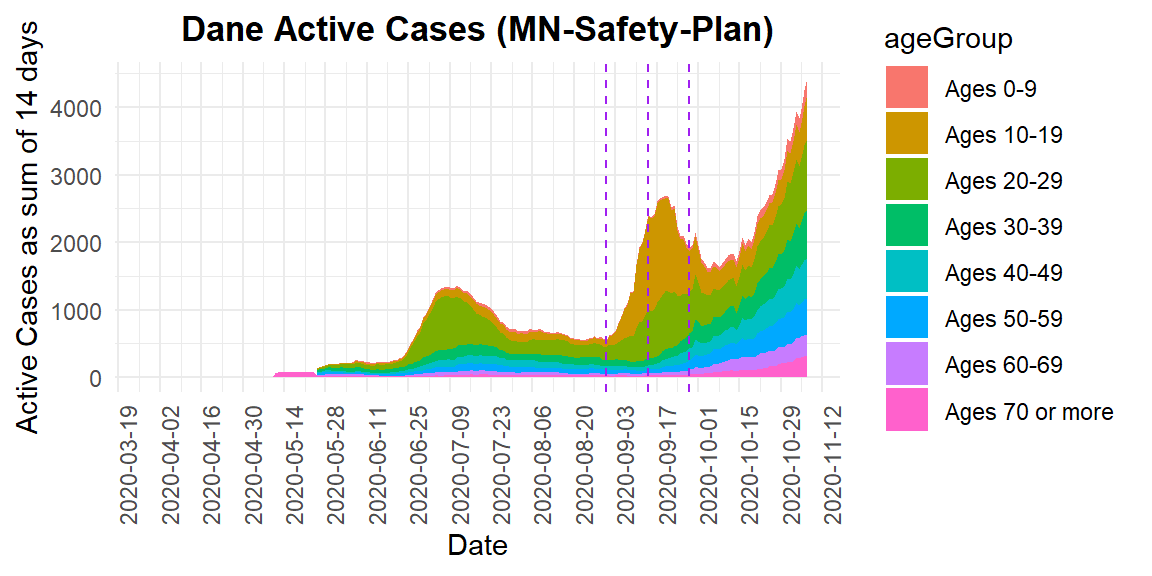 Dane Active Cases (MN-Safety-Plan)
Active Cases as sum of 14 days
4000
3000
2000
1000
0
2020-03-19
2020-04-02
2020-04-16
2020-04-30
2020-05-14
2020-05-28
2020-06-11
2020-06-25
2020-07-09
2020-07-23
2020-08-06
2020-08-20
2020-09-03
2020-09-17
2020-10-01
2020-10-15
2020-10-29
2020-11-12
Date
ageGroup
Ages 0-9
Ages 10-19
Ages 20-29
Ages 30-39
Ages 40-49
Ages 50-59
Ages 60-69
Ages 70 or more